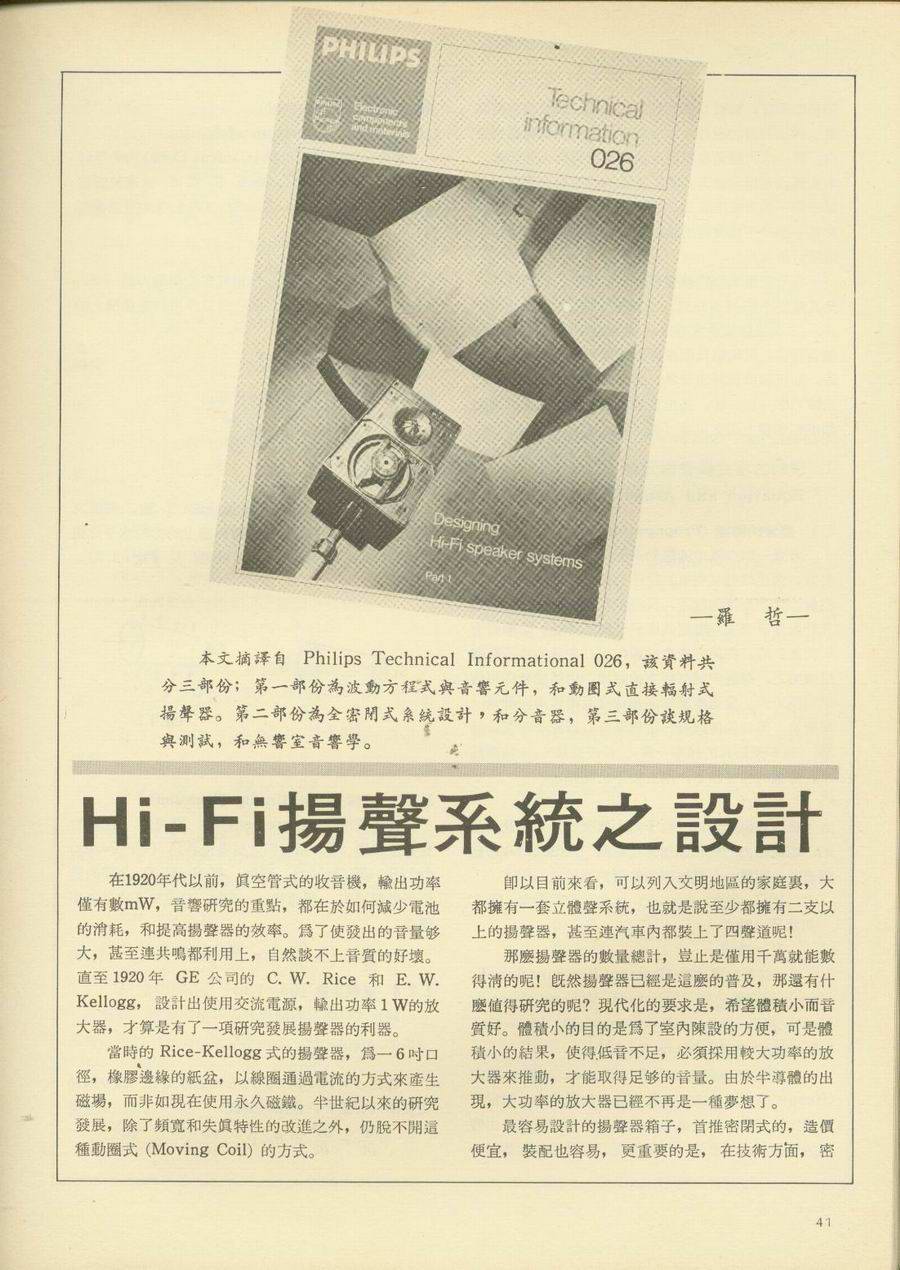 PHILIPS
Electronic
components
and materials
PHILIPS
Technical
information
026
Designing
Hi-Fi speaker systems
Part 1
—羅 哲—
本文摘譯自 Philips Technical Informational 026，該資料共
分三部份；第一部份為波動方程式與音響元件，和動圈式直接輻射式
揚聲器。第二部份為全密閉式系統設計，和分音器，第三部份談規格
與測試，和無響室音響學。
Hi-Fi揚聲系統之設計
在1920年代以前，眞空管式的收音機，輸出功率
僅有數mW，音響硏究的重點，都在於如何減少電池
的消耗，和提高揚聲器的效率。爲了使發出的音量够
大，甚至連共鳴都利用上，自然談不上音質的好壞。
直至 1920 年 GE 公司的 C. W. Rice 和 E. W.
Kellogg，設計出使用交流電源，輸出功率 1 W的放
大器，才算是有了一項硏究發展揚聲器的利器。
當時的 Rice-Kellogg 式的揚聲器，爲一 6 吋口
徑，橡膠邊緣的紙盆，以線圈通過電流的方式來產生
磁場，而非如現在使用永久磁鐵。半世紀以來的硏究
發展，除了頻寬和失眞特性的改進之外，仍脫不開這
種動圈式 (Moving Coil) 的方式。
卽以目前來看，可以列入文明地區的家庭裏，大
都擁有一套立體聲系統，也就是說至少都擁有二支以
上的揚聲器，甚至連汽車內都裝上了四聲道呢！
那麼揚聲器的數量總計，豈止是僅用千萬就能數
得淸的呢！旣然揚聲器已經是這麼的普及，那還有什
麼値得硏究的呢？現代化的要求是，希望體積小而音
質好。體積小的目的是爲了室內陳設的方便，可是體
積小的結果，使得低音不足，必須採用較大功率的放
大器來推動，才能取得足够的音量。由於半導體的出
現，大功率的放大器已經不再是一種夢想了。
最容易設計的揚聲器箱子，首推密閉式的，造價
便宜，裝配也容易，更重要的是，在技術方面，密
41